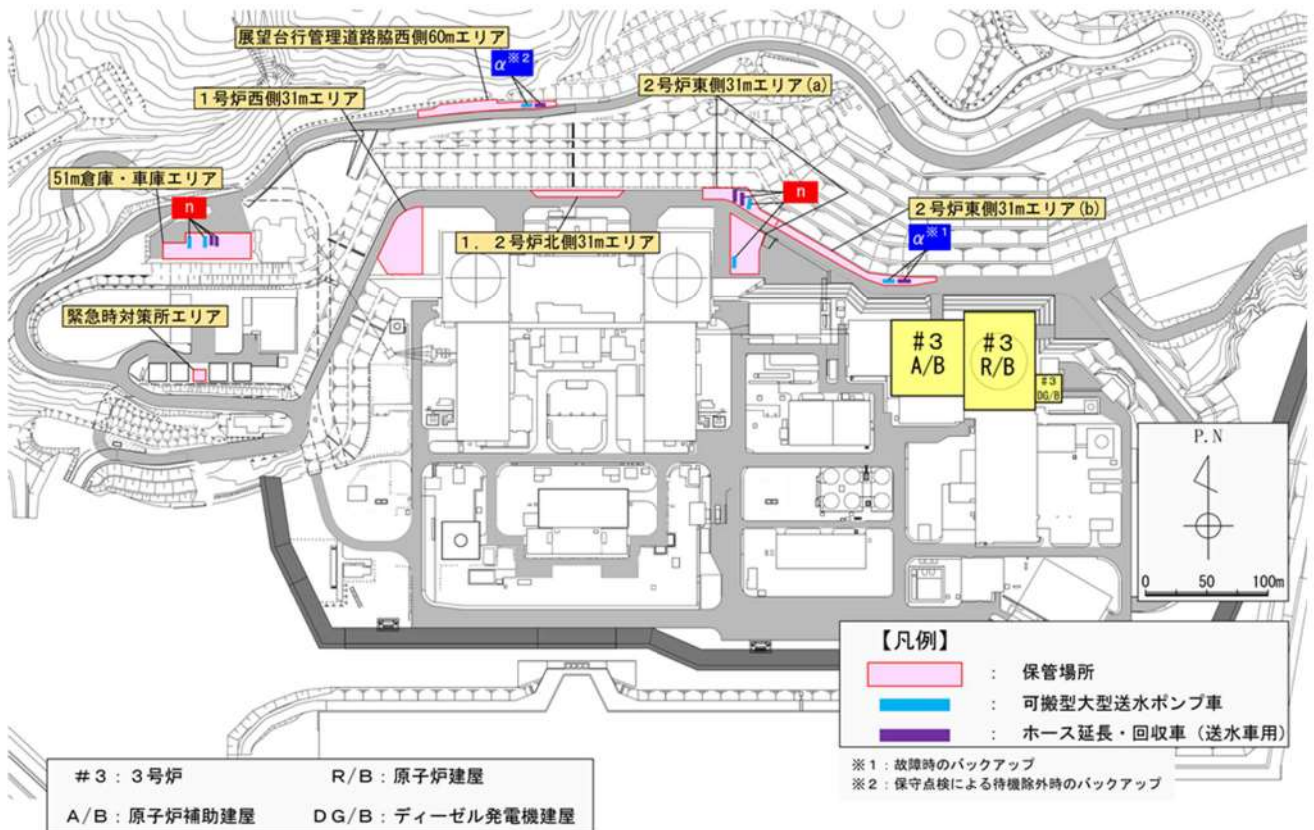 展望台行管理道路脇西側60mエリア
α※2
1号炉西側31mエリア
2号炉東側31mエリア(a)
51m倉庫・車庫エリア
n
n
2号炉東側31mエリア(b)
1．2号炉北側31mエリア
α※1
緊急時対策所エリア
#3
A/B
#3
R/B
#3
DG/B
P.N
0 50 100m
【凡例】
： 保管場所
： 可搬型大型送水ポンプ車
： ホース延長・回収車（送水車用）
※1：故障時のバックアップ
※2：保守点検による待機除外時のバックアップ
#3：3号炉 R/B：原子炉建屋
A/B：原子炉補助建屋 DG/B：ディーゼル発電機建屋